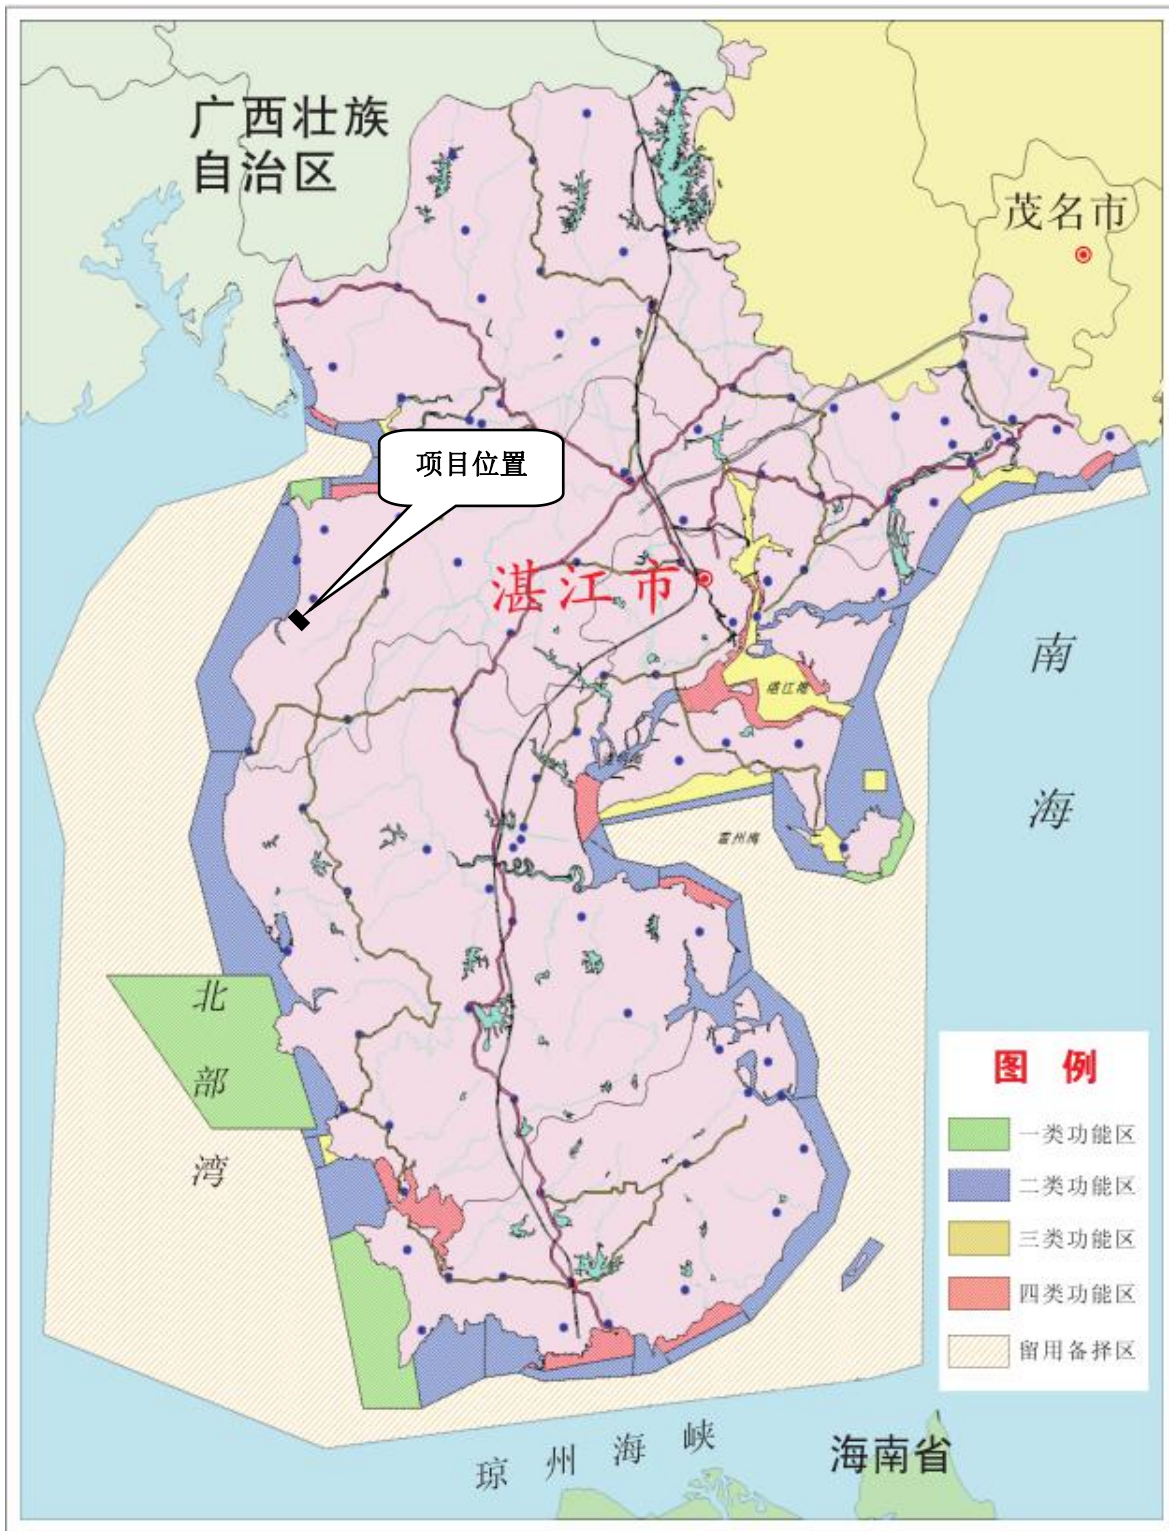 广西壮族
自治区
茂名市
项目位置
湛江市
南
海
湛江湾
雷州湾
北
部
湾
图 例
一类功能区
二类功能区
三类功能区
四类功能区
留用备择区
琼 州 海 峡
海南省